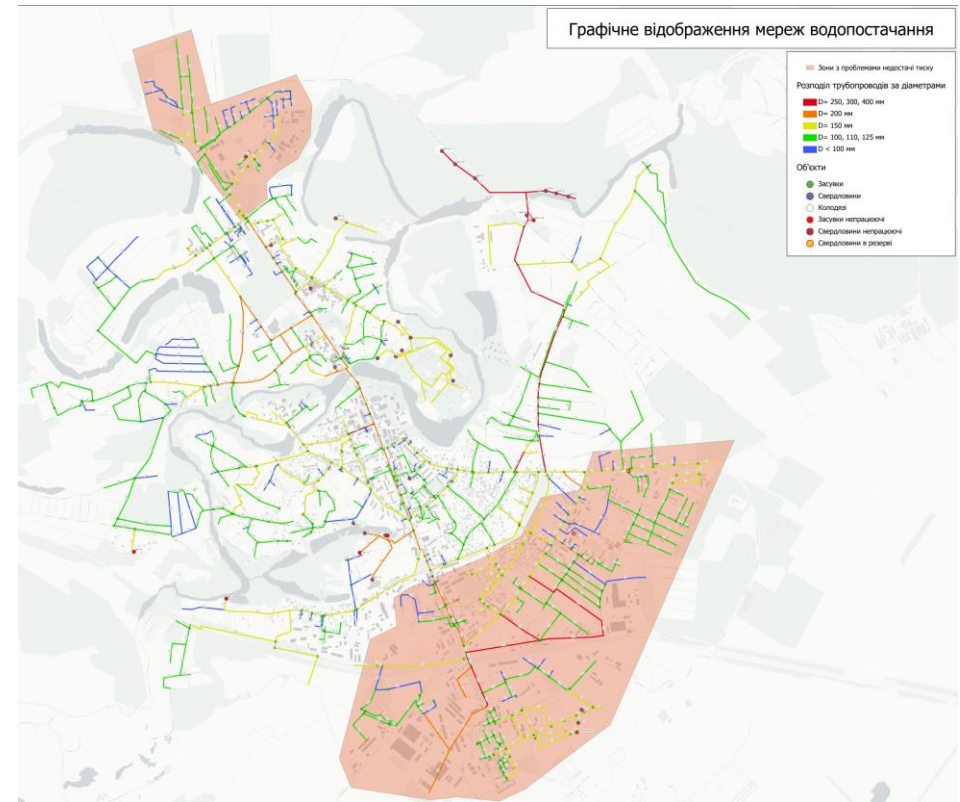 Графічне відображення мереж водопостачання
Зони з проблемами недостачі тиску
Розподіл трубопроводів за діаметрами
D= 250, 300, 400 мм
D= 200 мм
D= 150 мм
D= 100, 110, 125 мм
D < 100 мм
Об'єкти
Засувки
Свердловини
Колодязі
Засувки непрацюючі
Свердловини непрацюючі
Свердловини в резерві